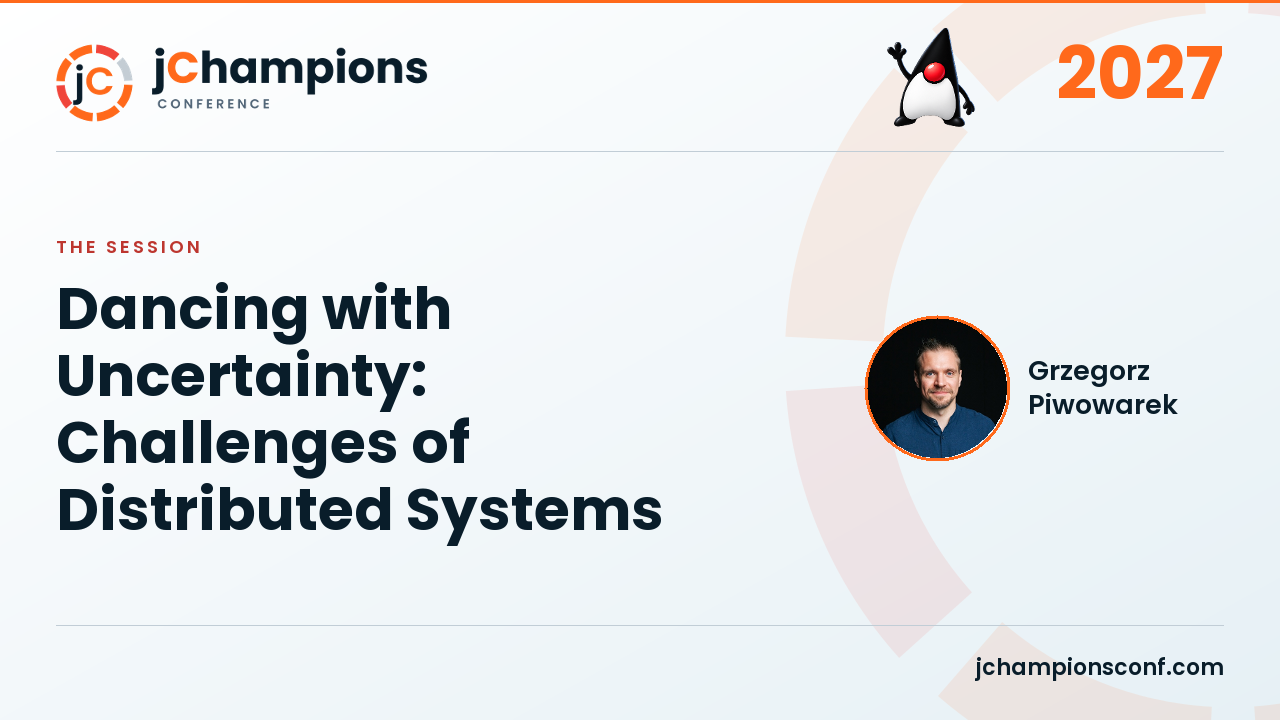 jC jChampions
CONFERENCE
2027
THE SESSION
Dancing with
Uncertainty:
Challenges of
Distributed Systems
Grzegorz
Piwowarek
jchampionsconf.com